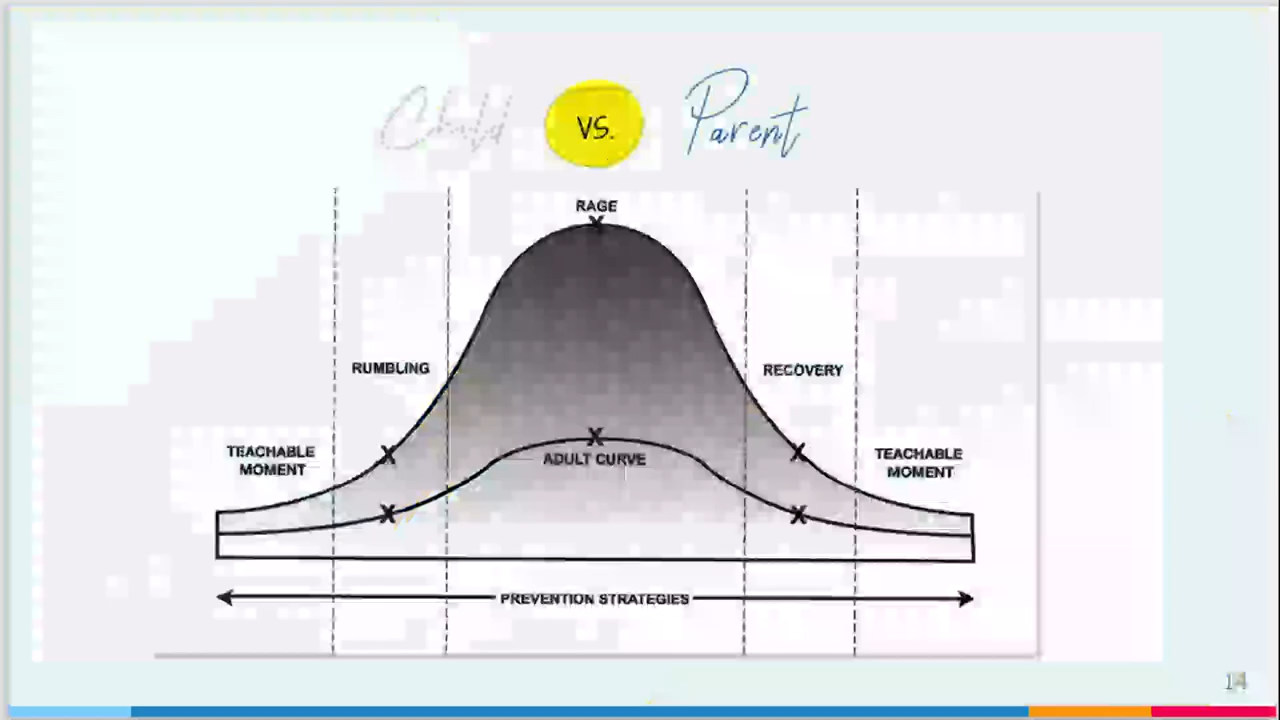 Child VS. Parent
RAGE
RUMBLING
RECOVERY
TEACHABLE
MOMENT
ADULT CURVE
TEACHABLE
MOMENT
PREVENTION STRATEGIES
14